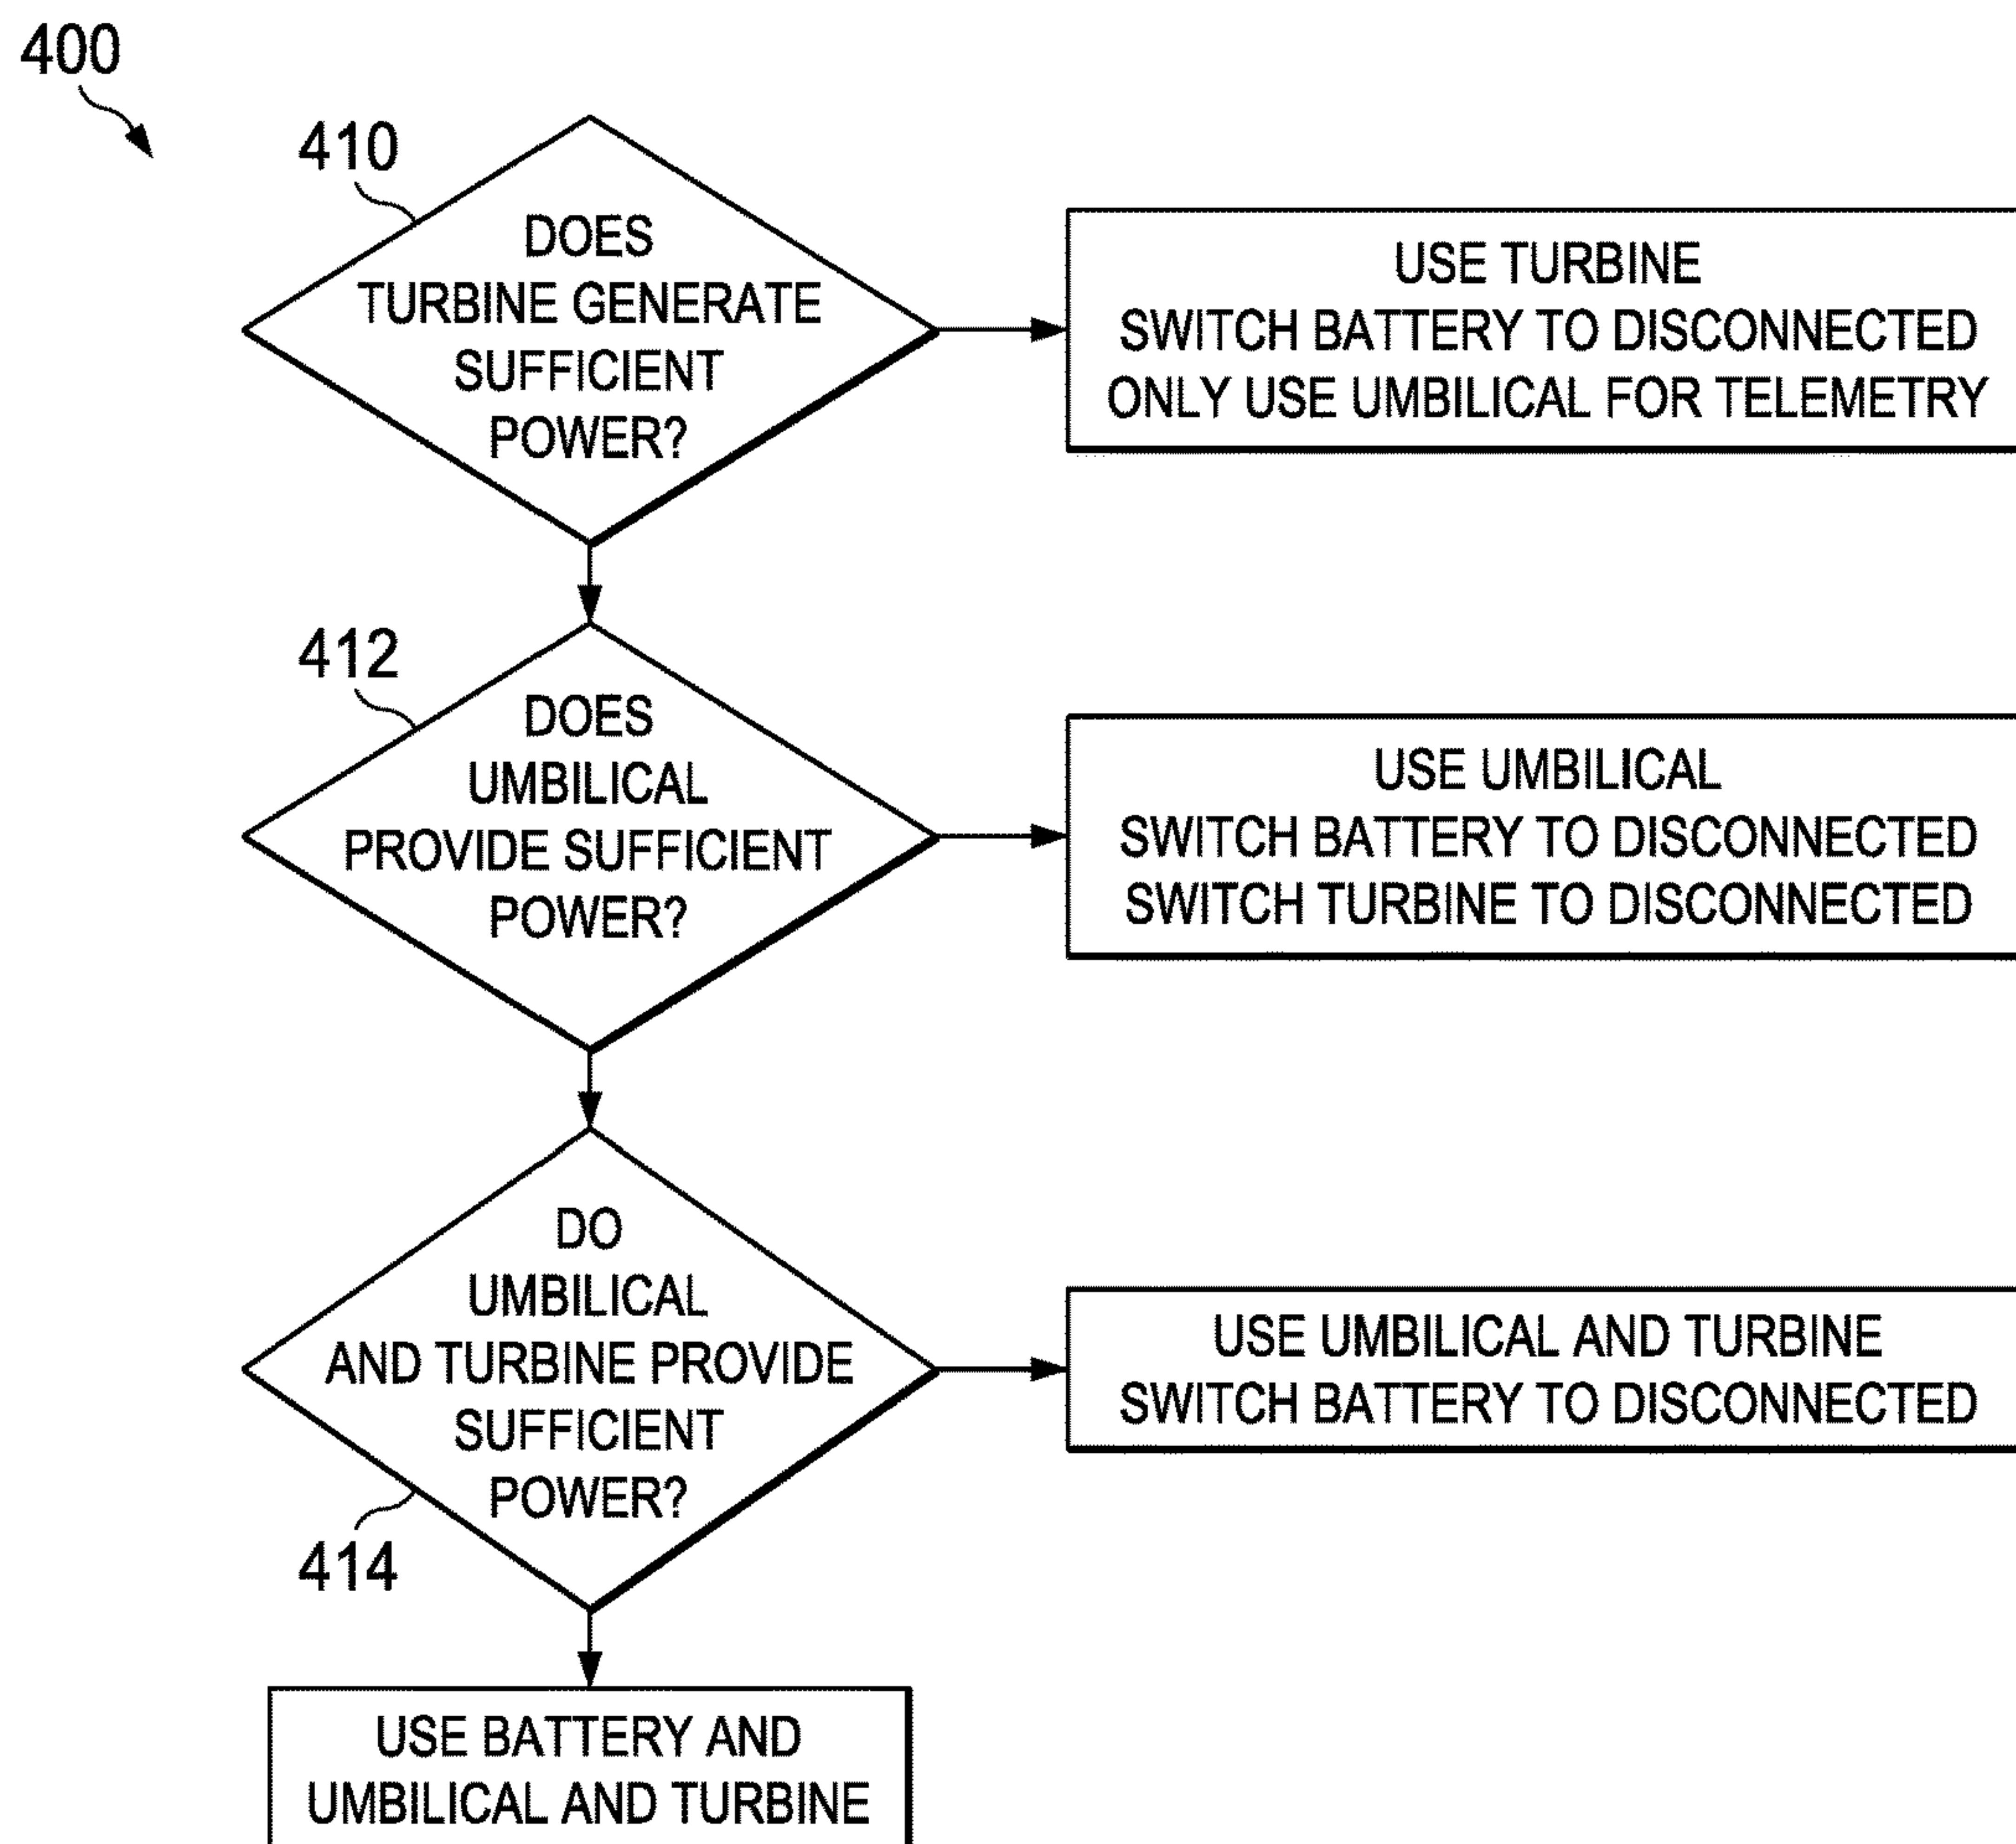 400
410
DOES
TURBINE GENERATE
SUFFICIENT
POWER?
USE TURBINE
SWITCH BATTERY TO DISCONNECTED
ONLY USE UMBILICAL FOR TELEMETRY
412
DOES
UMBILICAL
PROVIDE SUFFICIENT
POWER?
USE UMBILICAL
SWITCH BATTERY TO DISCONNECTED
SWITCH TURBINE TO DISCONNECTED
DO
UMBILICAL
AND TURBINE PROVIDE
SUFFICIENT
POWER?
414
USE UMBILICAL AND TURBINE
SWITCH BATTERY TO DISCONNECTED
USE BATTERY AND
UMBILICAL AND TURBINE